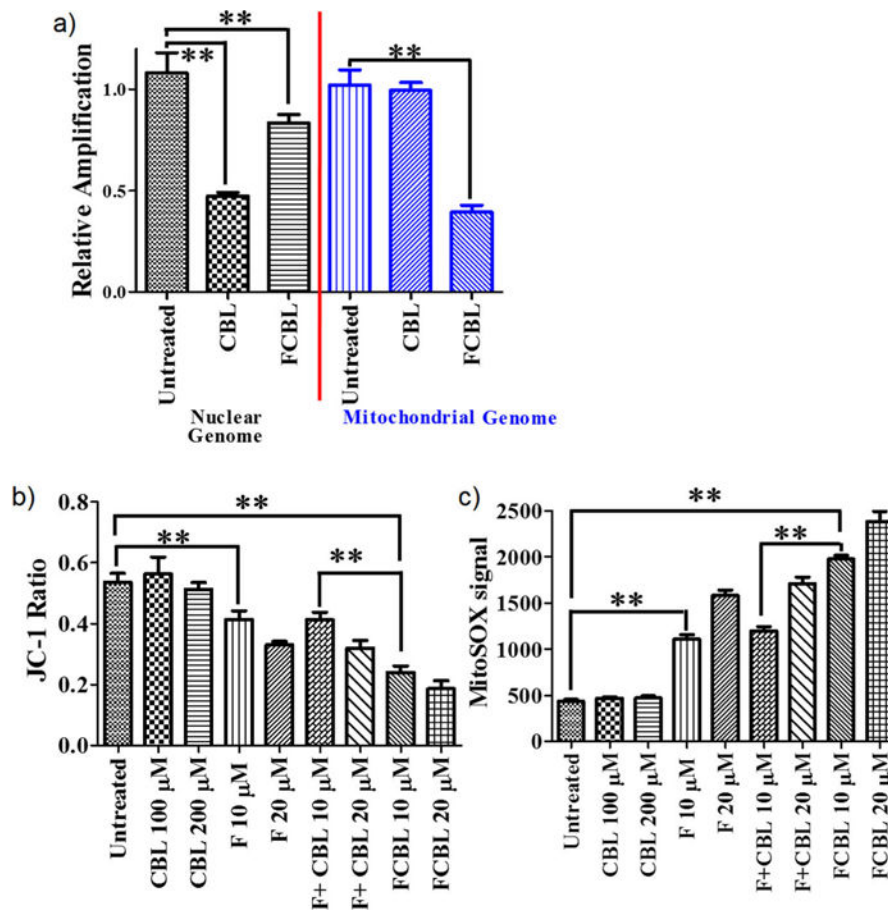 a)
**
**
**
Relative Amplification
1.0
0.5
0.0
Untreated
CBL
FCBL
Untreated
CBL
FCBL
Nuclear
Genome
Mitochondrial Genome
b)
**
**
**
JC-1 Ratio
0.8
0.6
0.4
0.2
0.0
Untreated
CBL 100 µM
CBL 200 µM
F 10 µM
F 20 µM
F+ CBL 10 µM
F+ CBL 20 µM
FCBL 10 µM
FCBL 20 µM
c)
**
**
**
MitoSOX signal
2500
2000
1500
1000
500
0
Untreated
CBL 100 µM
CBL 200 µM
F 10 µM
F 20 µM
F+CBL 10 µM
F+CBL 20 µM
FCBL 10 µM
FCBL 20 µM